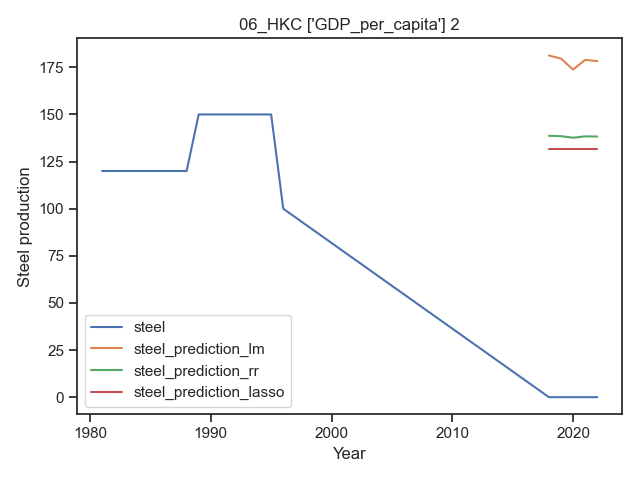 06_HKC ['GDP_per_capita'] 2
Steel production
175
150
125
100
75
50
25
0
steel
steel_prediction_lm
steel_prediction_rr
steel_prediction_lasso
1980
1990
2000
2010
2020
Year